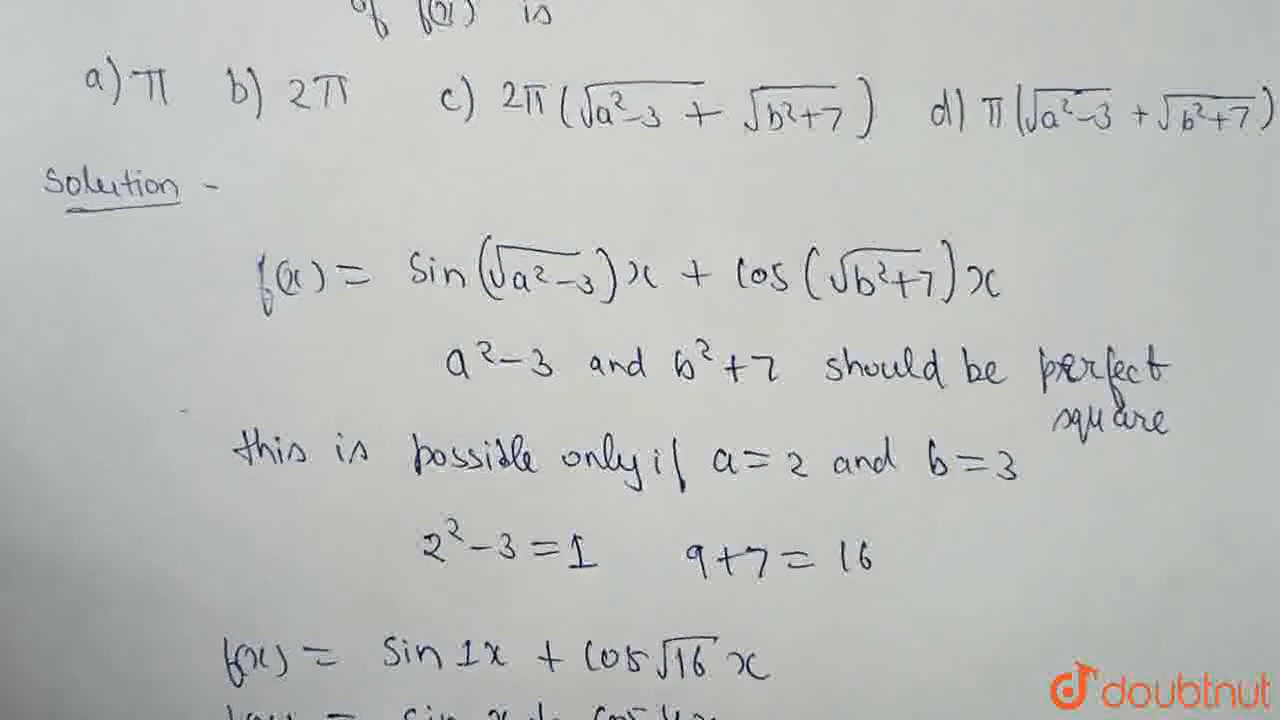 of f(x) is
a) π b) 2π c) 2π(√a²-3 + √b²+7) d) π(√a²-3 + √b²+7)
Solution -
f(x) = sin(√a²-3)x + cos(√b²+7)x
a²-3 and b²+7 should be perfect
square
this is possible only if a=2 and b=3
2²-3=1 9+7=16
f(x) = sin 1x + cos√16 x
doubtnut